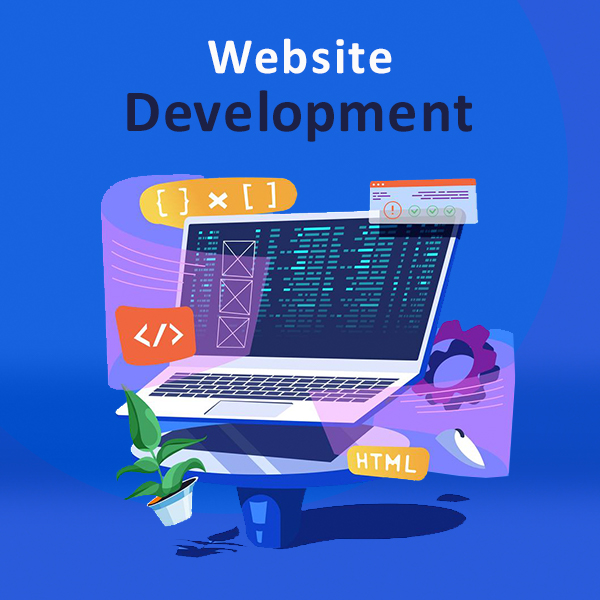 Website
Development
{ } x [ ]
</>
HTML